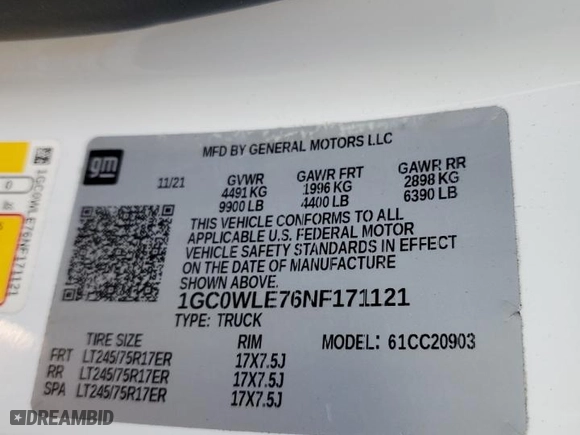 gm
MFD BY GENERAL MOTORS LLC
11/21 GVWR GAWR FRT GAWR RR
4491 KG 1996 KG 2898 KG
9900 LB 4400 LB 6390 LB
THIS VEHICLE CONFORMS TO ALL
APPLICABLE U.S. FEDERAL MOTOR
VEHICLE SAFETY STANDARDS IN EFFECT
ON THE DATE OF MANUFACTURE
SHOWN ABOVE.
1GC0WLE76NF171121
TYPE: TRUCK
TIRE SIZE RIM MODEL: 61CC20903
FRT LT245/75R17ER 17X7.5J
RR LT245/75R17ER 17X7.5J
SPA LT245/75R17ER 17X7.5J
1GC0WLE76NF171121
DREAMBID